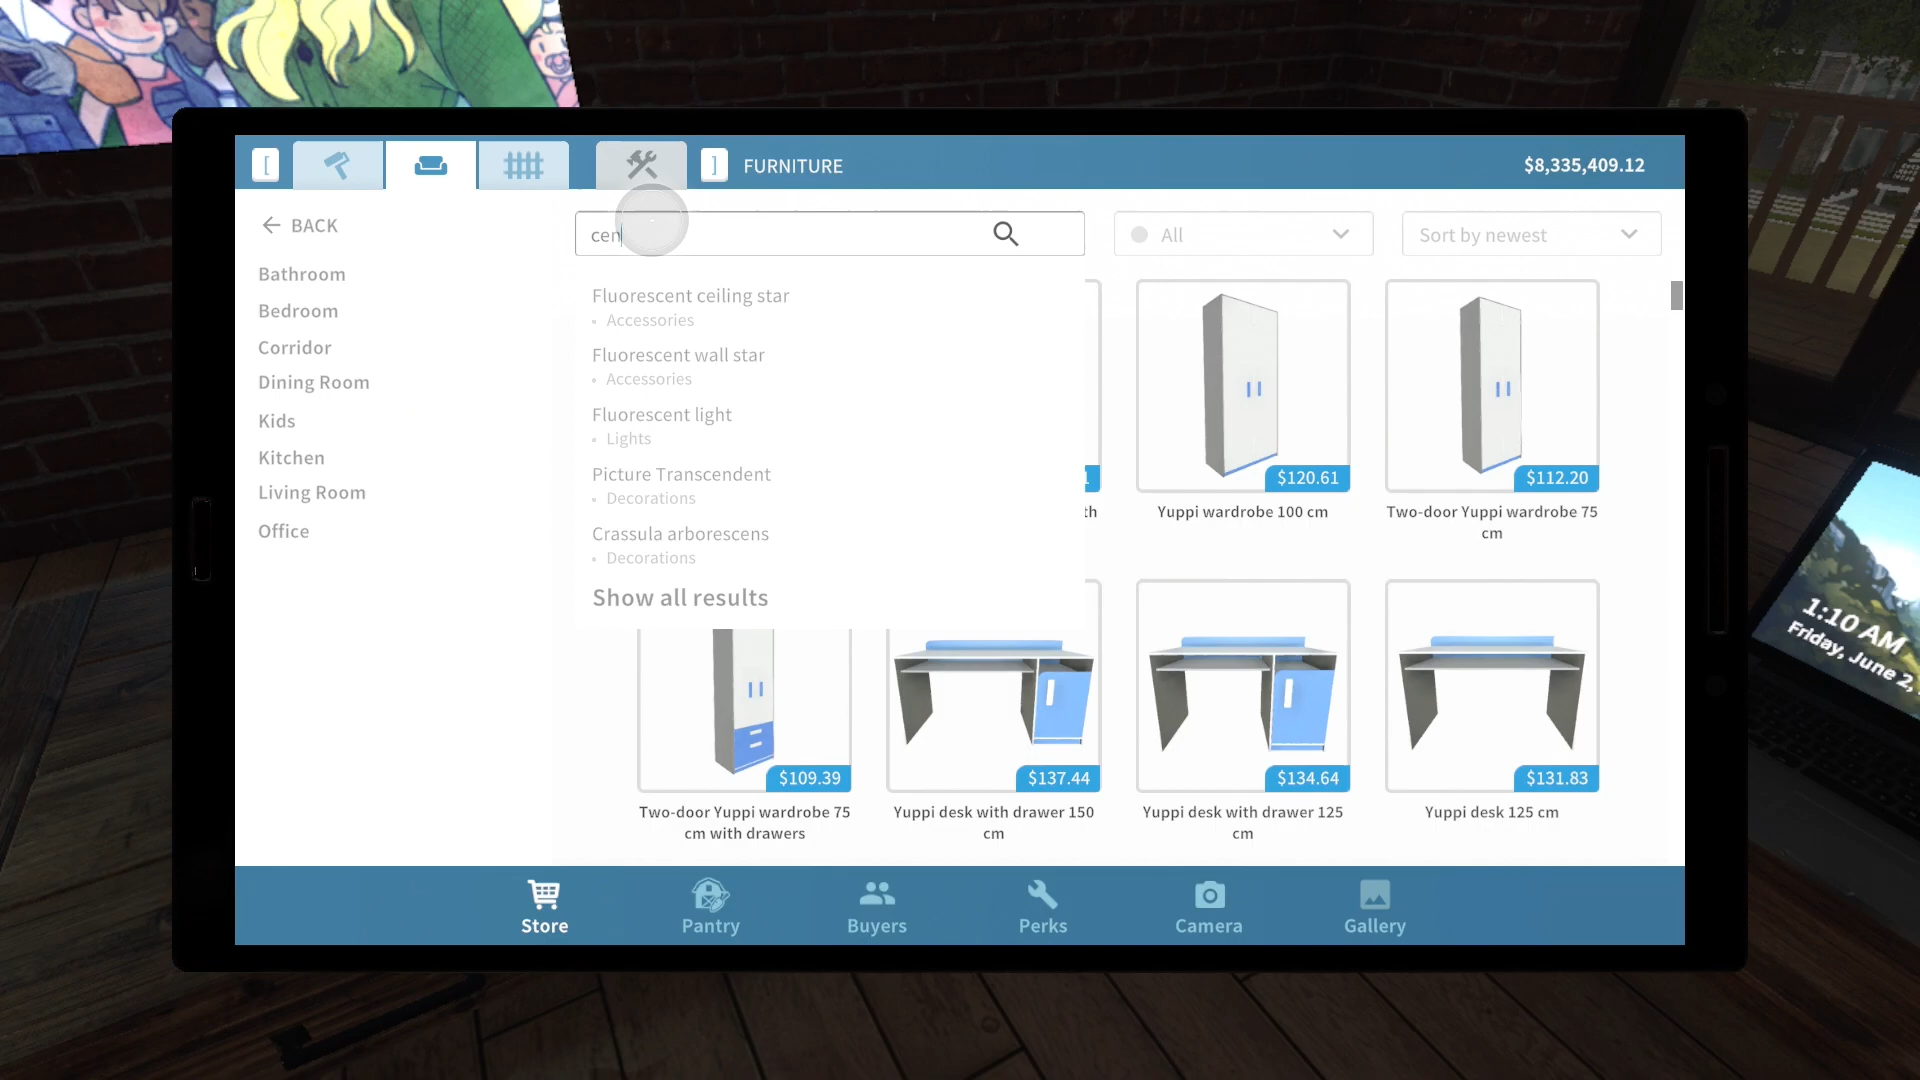 [
]
FURNITURE
$8,335,409.12
BACK
cen
All
Sort by newest
Bathroom
Bedroom
Corridor
Dining Room
Kids
Kitchen
Living Room
Office
Fluorescent ceiling star
• Accessories
Fluorescent wall star
• Accessories
Fluorescent light
• Lights
Picture Transcendent
• Decorations
Crassula arborescens
• Decorations
Show all results
$120.61
$112.20
Yuppi wardrobe 100 cm
Two-door Yuppi wardrobe 75
cm
$109.39
$137.44
$134.64
$131.83
Two-door Yuppi wardrobe 75
cm with drawers
Yuppi desk with drawer 150
cm
Yuppi desk with drawer 125
cm
Yuppi desk 125 cm
Store
Pantry
Buyers
Perks
Camera
Gallery
1:10 AM
Friday, June 2,